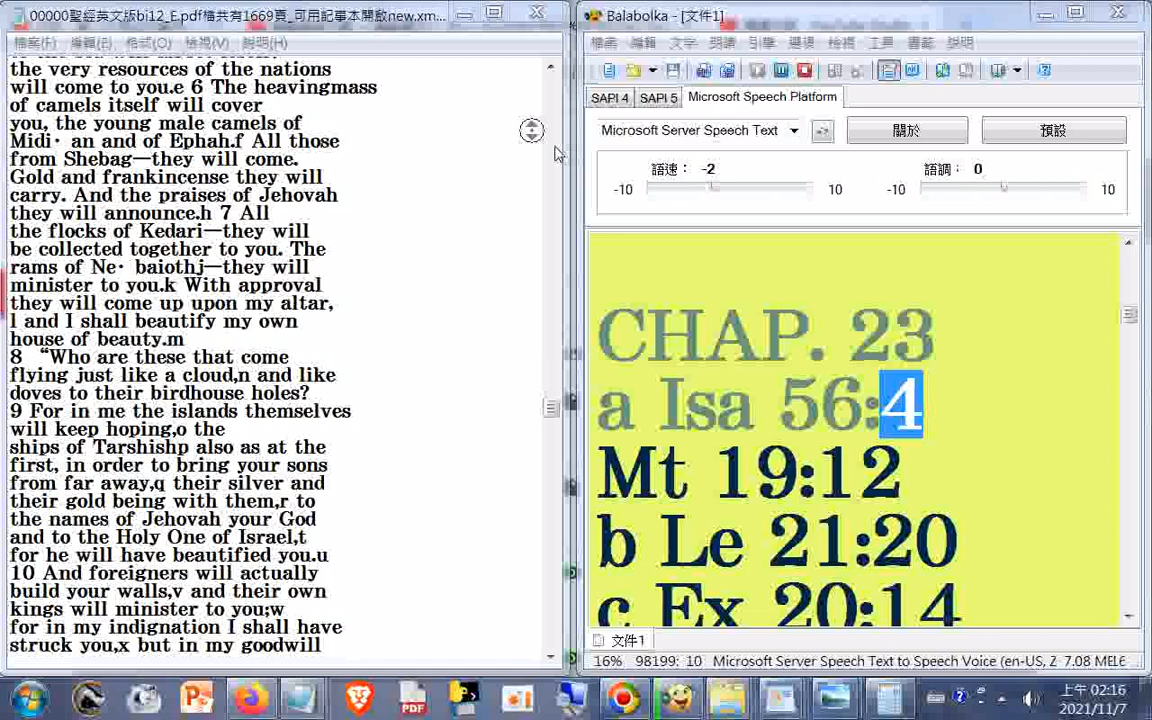 00000聖經英文版bi12_E.pdf檔共有1669頁_可用記事本開啟new.xm...
檔案(F) 編輯(E) 格式(O) 檢視(V) 說明(H)
the very resources of the nations
will come to you.e 6 The heavingmass
of camels itself will cover
you, the young male camels of
Midi· an and of Ephah.f All those
from Shebag—they will come.
Gold and frankincense they will
carry. And the praises of Jehovah
they will announce.h 7 All
the flocks of Kedari—they will
be collected together to you. The
rams of Ne· baiothj—they will
minister to you.k With approval
they will come up upon my altar,
l and I shall beautify my own
house of beauty.m
8 “Who are these that come
flying just like a cloud,n and like
doves to their birdhouse holes?
9 For in me the islands themselves
will keep hoping,o the
ships of Tarshishp also as at the
first, in order to bring your sons
from far away,q their silver and
their gold being with them,r to
the names of Jehovah your God
and to the Holy One of Israel,t
for he will have beautified you.u
10 And foreigners will actually
build your walls,v and their own
kings will minister to you;w
for in my indignation I shall have
struck you,x but in my goodwill
Balabolka - [文件1]
檔案 編輯 文字 朗讀 引擎 選項 檢視 工具 書籤 說明
SAPI 4 SAPI 5 Microsoft Speech Platform
Microsoft Server Speech Text 關於 預設
語速： -2 語調： 0
-10 10 -10 10
CHAP. 23
a Isa 56:4
Mt 19:12
b Le 21:20
c Ex 20:14
文件1
16% 98199: 10 Microsoft Server Speech Text to Speech Voice (en-US, Z 7.08 MELE
PDF
上午 02:16
2021/11/7